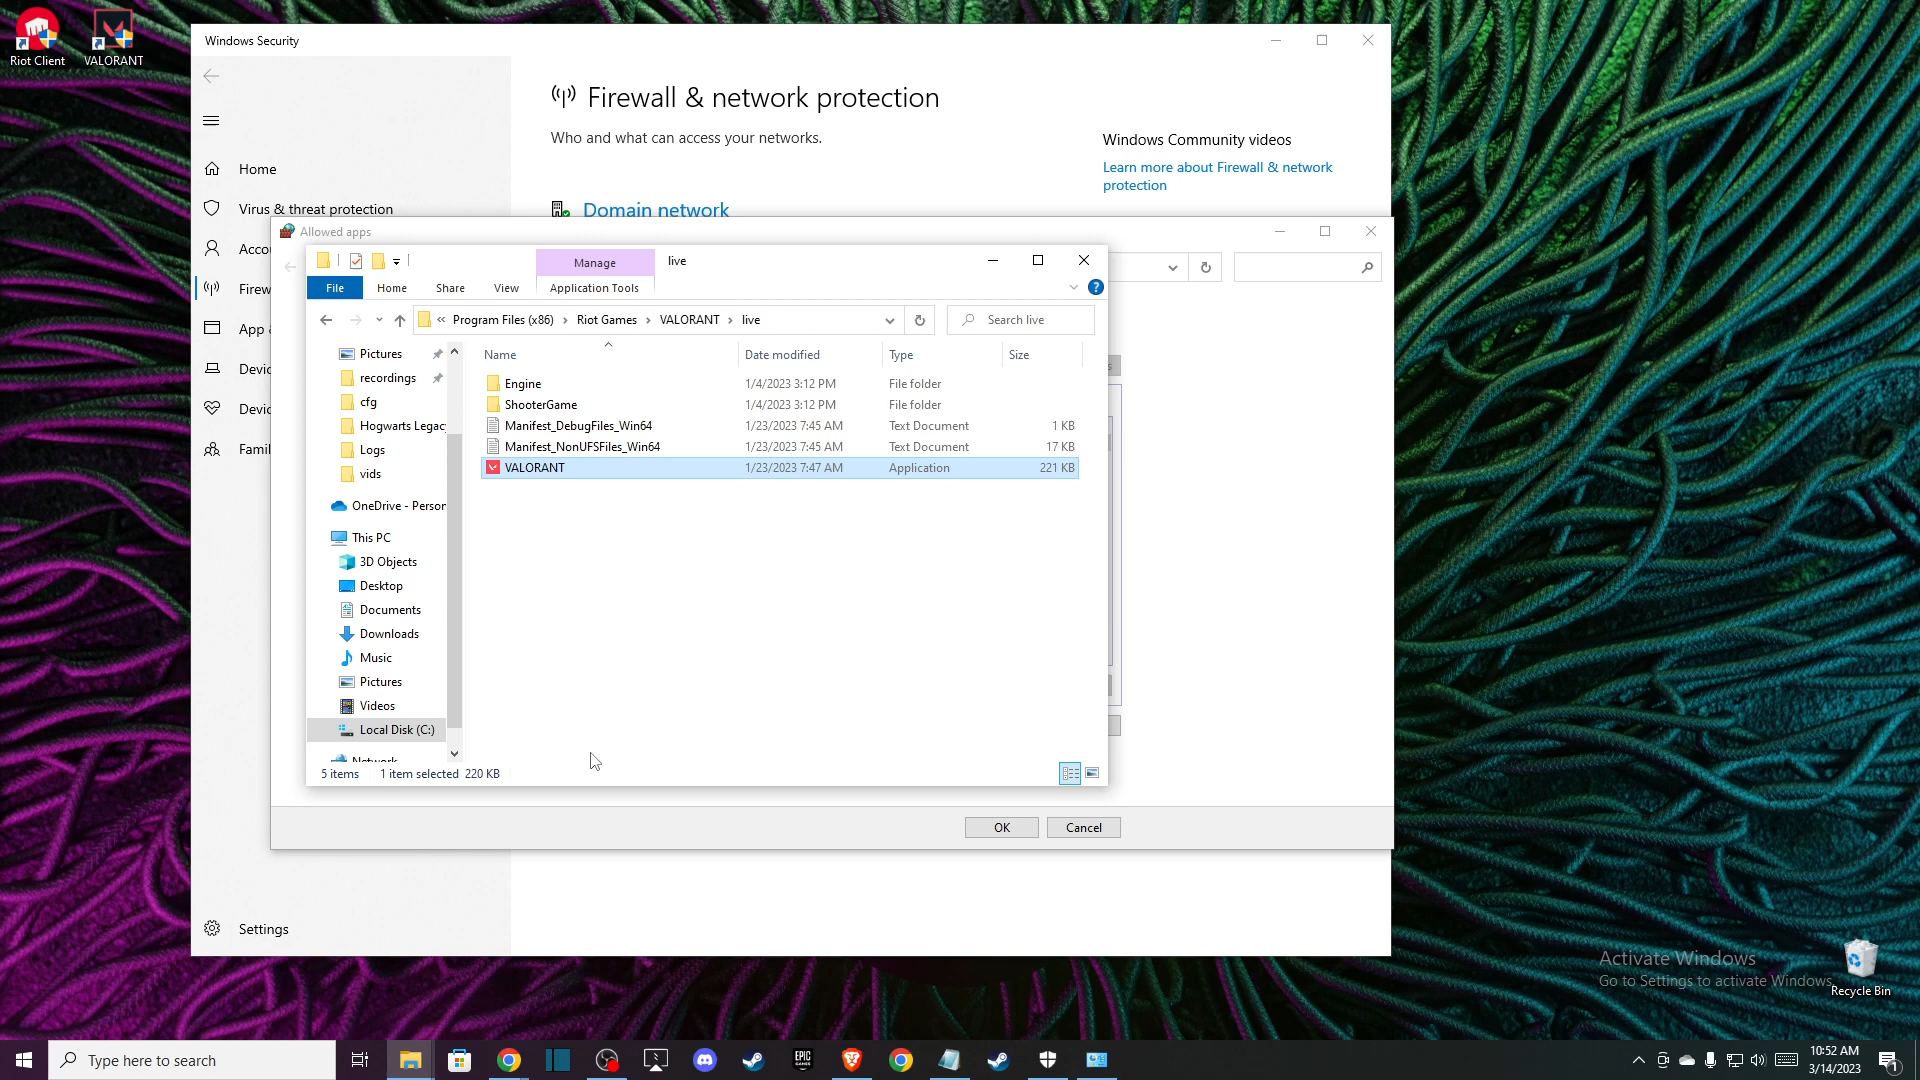 Riot Client
VALORANT
Windows Security
Firewall & network protection
Who and what can access your networks.
Windows Community videos
Learn more about Firewall & network
protection
Home
Virus & threat protection
Domain network
Allowed apps
Accou
Firew
App &
Devic
Devic
Famil
Settings
Manage
live
File
Home
Share
View
Application Tools
Program Files (x86)
Riot Games
VALORANT
live
Search live
Pictures
recordings
cfg
Hogwarts Legac
Logs
vids
OneDrive - Person
This PC
3D Objects
Desktop
Documents
Downloads
Music
Pictures
Videos
Local Disk (C:)
Network
Name
Date modified
Type
Size
Engine 1/4/2023 3:12 PM File folder
ShooterGame 1/4/2023 3:12 PM File folder
Manifest_DebugFiles_Win64 1/23/2023 7:45 AM Text Document 1 KB
Manifest_NonUFSFiles_Win64 1/23/2023 7:45 AM Text Document 17 KB
VALORANT 1/23/2023 7:47 AM Application 221 KB
5 items 1 item selected 220 KB
OK
Cancel
Activate Windows
Go to Settings to activate Windows.
Recycle Bin
Type here to search
EPIC
GAMES
10:52 AM
3/14/2023
1